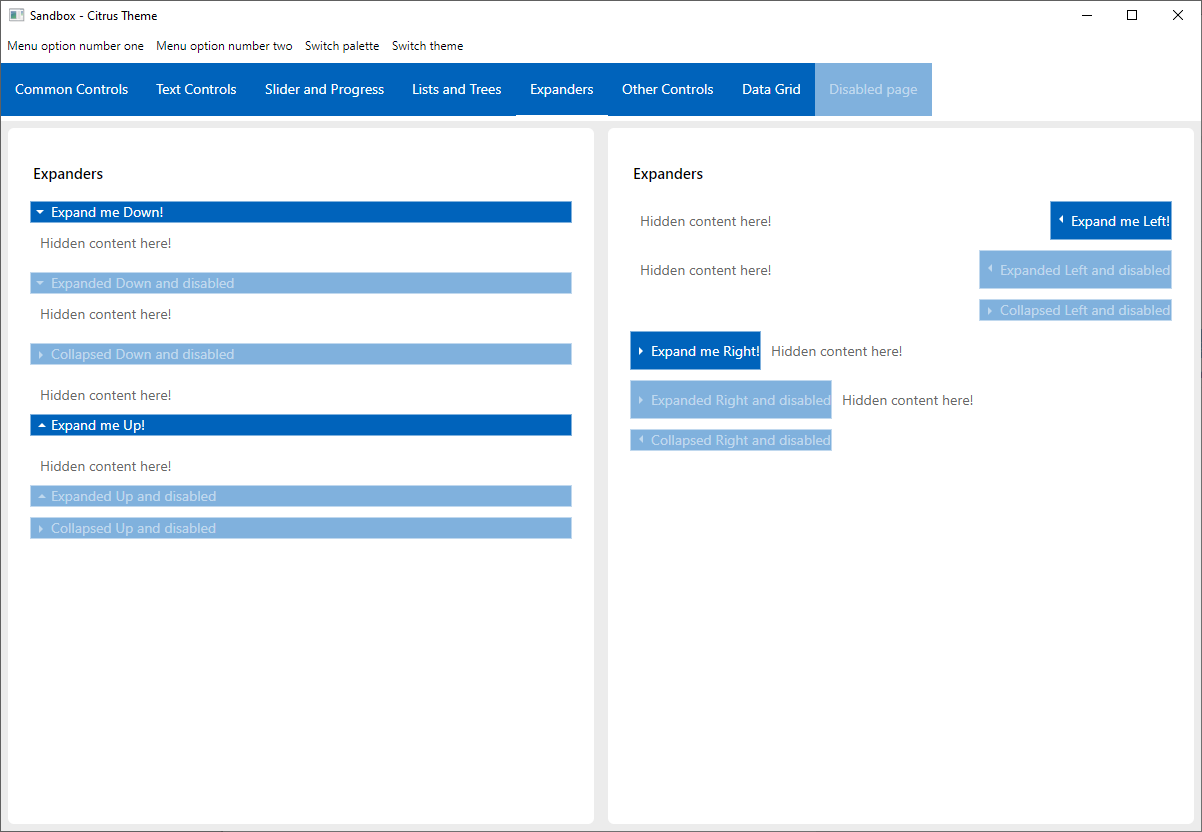 Sandbox - Citrus Theme
Menu option number one Menu option number two Switch palette Switch theme
Common Controls Text Controls Slider and Progress Lists and Trees Expanders Other Controls Data Grid Disabled page
Expanders
Expand me Down!
Hidden content here!
Expanded Down and disabled
Hidden content here!
Collapsed Down and disabled
Hidden content here!
Expand me Up!
Hidden content here!
Expanded Up and disabled
Collapsed Up and disabled
Expanders
Hidden content here! Expand me Left!
Hidden content here! Expanded Left and disabled
Collapsed Left and disabled
Expand me Right! Hidden content here!
Expanded Right and disabled Hidden content here!
Collapsed Right and disabled